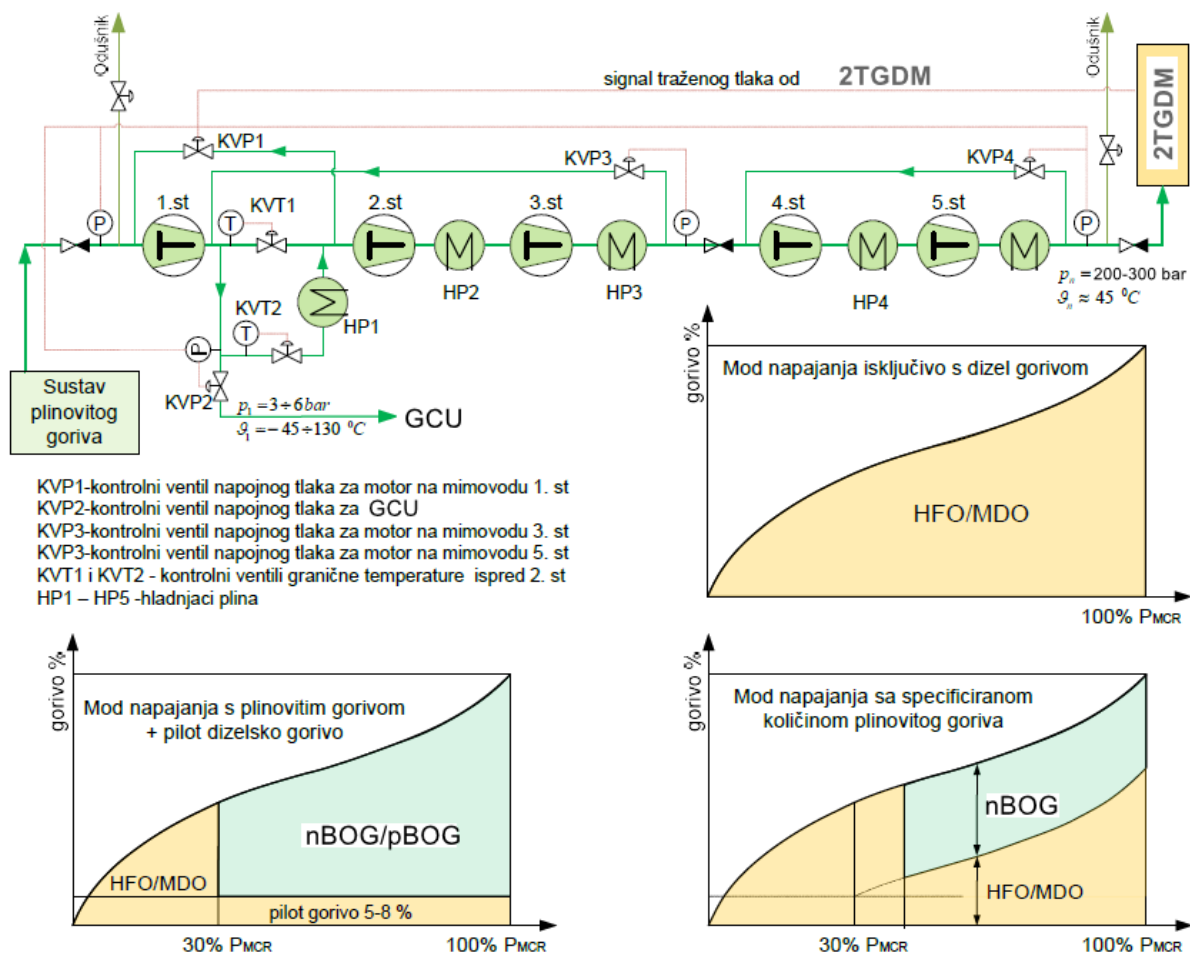 Odušnik
Odušnik
signal traženog tlaka od 2TGDM
2TGDM
KVP1
KVP3
KVP4
P
1.st
T
KVT1
2.st
3.st
P
4.st
5.st
P
HP2
HP3
HP4
KVT2
T
HP1
P
KVP2
pₙ = 200-300 bar
ϑₙ ≈ 45 ⁰C
Sustav
plinovitog
goriva
p₁ = 3 ÷ 6 bar
ϑ₁ = − 45 ÷ 130 ⁰C
GCU
KVP1-kontrolni ventil napojnog tlaka za motor na mimovodu 1. st
KVP2-kontrolni ventil napojnog tlaka za GCU
KVP3-kontrolni ventil napojnog tlaka za motor na mimovodu 3. st
KVP3-kontrolni ventil napojnog tlaka za motor na mimovodu 5. st
KVT1 i KVT2 - kontrolni ventili granične temperature ispred 2. st
HP1 – HP5 -hladnjaci plina
gorivo %
Mod napajanja isključivo s dizel gorivom
HFO/MDO
100% PMCR
gorivo %
Mod napajanja s plinovitim gorivom
+ pilot dizelsko gorivo
nBOG/pBOG
HFO/MDO
pilot gorivo 5-8 %
30% PMCR
100% PMCR
gorivo %
Mod napajanja sa specificiranom
količinom plinovitog goriva
nBOG
HFO/MDO
30% PMCR
100% PMCR